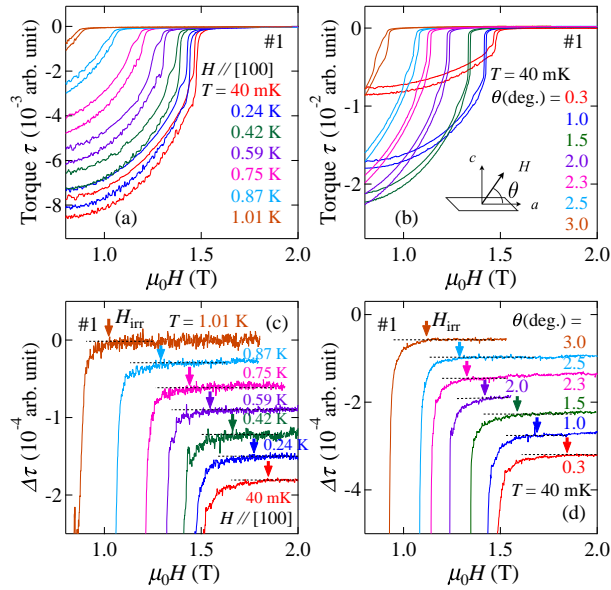 0
-2
-4
-6
-8
Torque τ (10⁻³ arb. unit)
#1
H // [100]
T = 40 mK
0.24 K
0.42 K
0.59 K
0.75 K
0.87 K
1.01 K
(a)
1.0
1.5
2.0
μ₀H (T)
0
-1
-2
Torque τ (10⁻² arb. unit)
#1
T = 40 mK
θ(deg.) = 0.3
1.0
1.5
2.0
2.3
2.5
3.0
c
H
θ
a
(b)
1.0
1.5
2.0
μ₀H (T)
0
-1
-2
Δτ (10⁻⁴ arb. unit)
#1
H_irr
T = 1.01 K
(c)
0.87 K
0.75 K
0.59 K
0.42 K
0.24 K
40 mK
H // [100]
1.0
1.5
2.0
μ₀H (T)
0
-2
-4
Δτ (10⁻⁴ arb. unit)
#1
H_irr
θ(deg.) =
3.0
2.5
2.3
2.0
1.5
1.0
0.3
T = 40 mK
(d)
1.0
1.5
2.0
μ₀H (T)